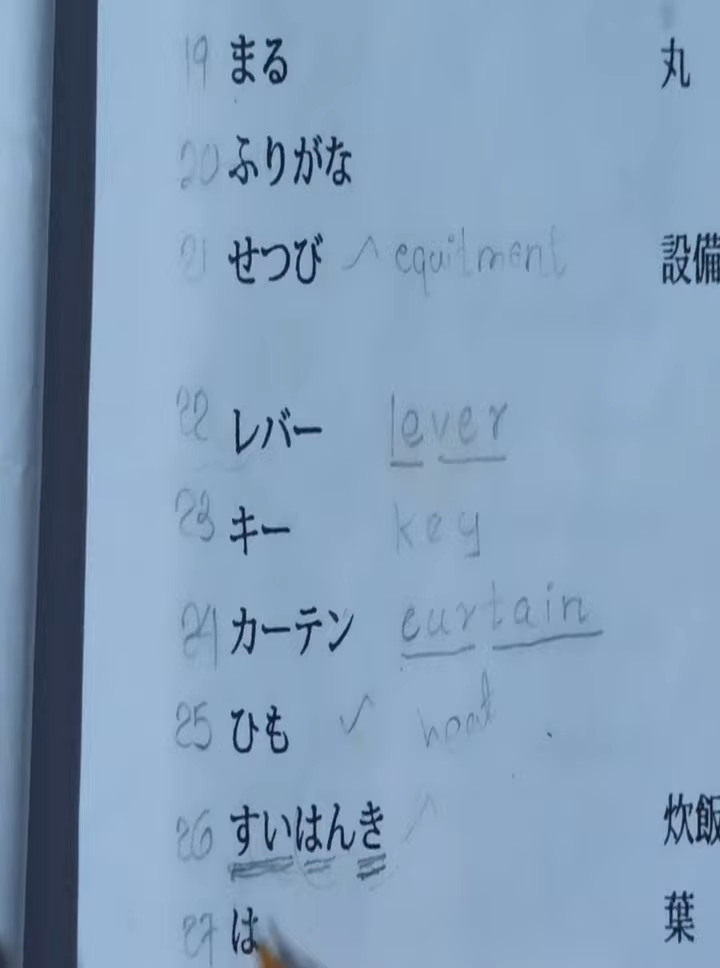 19 まる 丸
20 ふりがな
21 せつび equitment 設備
22 レバー lever
23 キー key
24 カーテン curtain
25 ひも
26 すいはんき 炊飯
27 は 葉